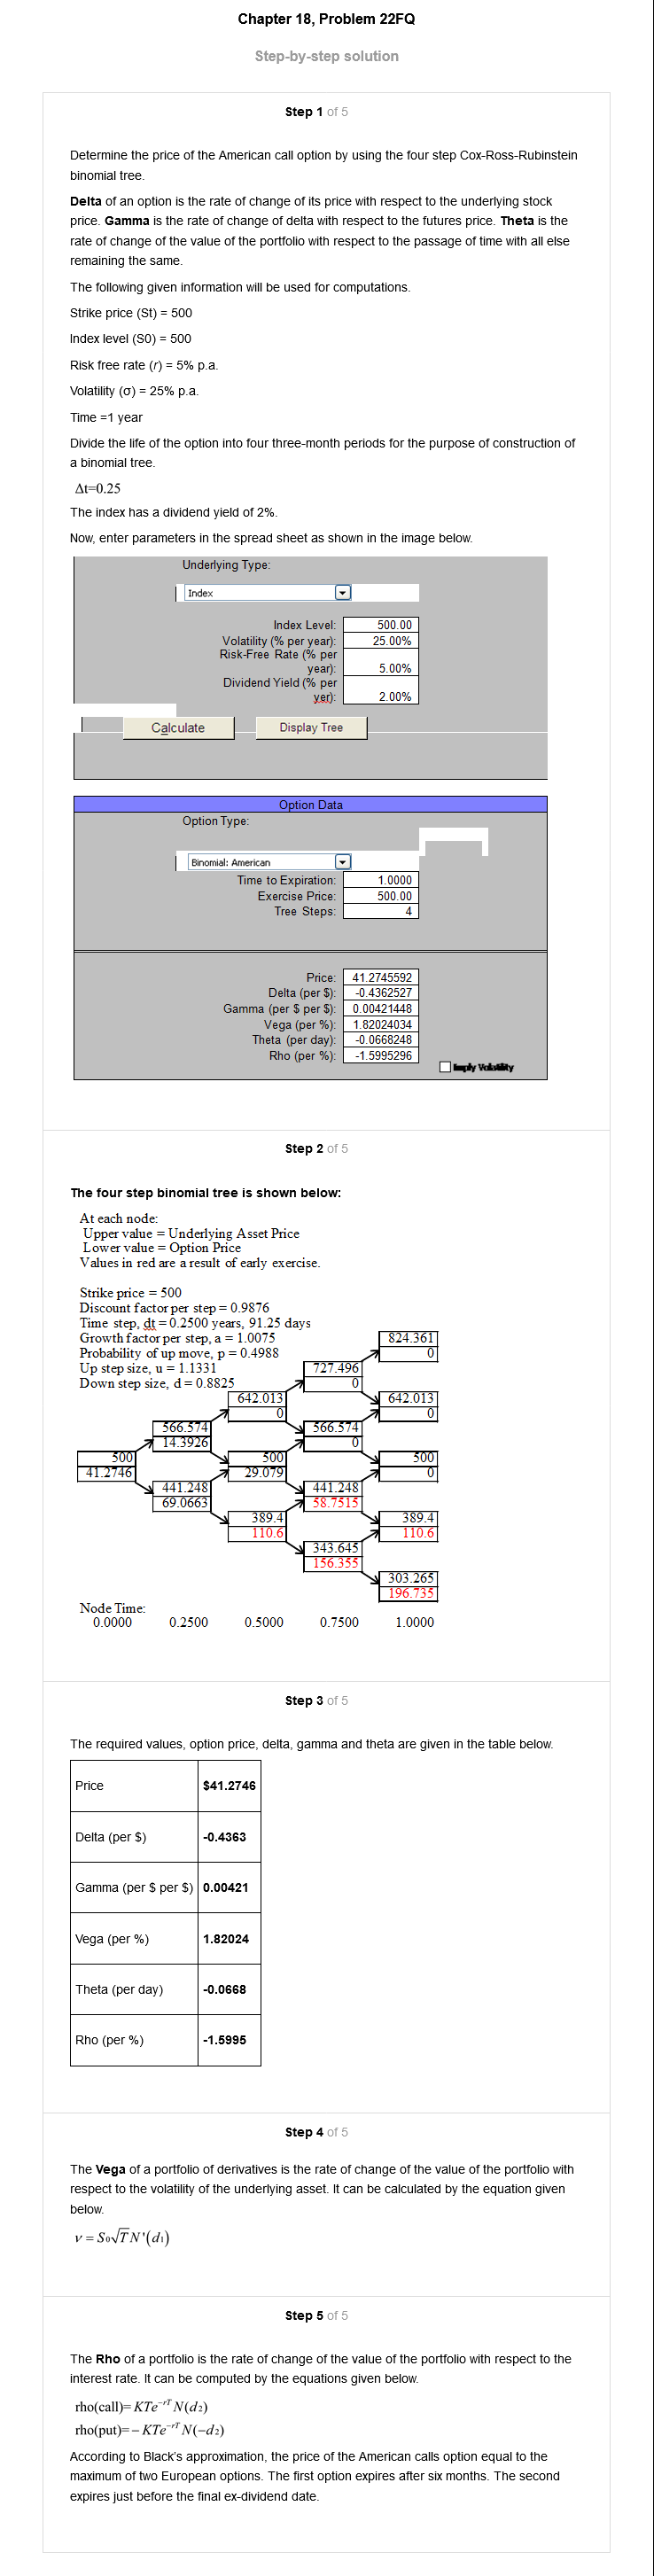 Chapter 18, Problem 22FQ
Step-by-step solution
Step 1 of 5
Determine the price of the American call option by using the four step Cox-Ross-Rubinstein
binomial tree.
Delta of an option is the rate of change of its price with respect to the underlying stock
price. Gamma is the rate of change of delta with respect to the futures price. Theta is the
rate of change of the value of the portfolio with respect to the passage of time with all else
remaining the same.
The following given information will be used for computations.
Strike price (St) = 500
Index level (S0) = 500
Risk free rate (r) = 5% p.a.
Volatility (σ) = 25% p.a.
Time =1 year
Divide the life of the option into four three-month periods for the purpose of construction of
a binomial tree.
Δt=0.25
The index has a dividend yield of 2%.
Now, enter parameters in the spread sheet as shown in the image below.
Underlying Type:
Index
Index Level: 500.00
Volatility (% per year): 25.00%
Risk-Free Rate (% per
year): 5.00%
Dividend Yield (% per
yer): 2.00%
Calculate Display Tree
Option Data
Option Type:
Binomial: American
Time to Expiration: 1.0000
Exercise Price: 500.00
Tree Steps: 4
Price: 41.2745592
Delta (per $): -0.4362527
Gamma (per $ per $): 0.00421448
Vega (per %): 1.82024034
Theta (per day): -0.0668248
Rho (per %): -1.5995296
Imply Volatility
Step 2 of 5
The four step binomial tree is shown below:
At each node:
Upper value = Underlying Asset Price
Lower value = Option Price
Values in red are a result of early exercise.
Strike price = 500
Discount factor per step = 0.9876
Time step, dt = 0.2500 years, 91.25 days
Growth factor per step, a = 1.0075 824.361
Probability of up move, p = 0.4988 0
Up step size, u = 1.1331 727.496
Down step size, d = 0.8825 0
642.013 642.013
0 0
566.574 566.574
14.3926 0
500 500 500
41.2746 29.079 0
441.248 441.248
69.0663 58.7515
389.4 389.4
110.6 110.6
343.645
156.355
303.265
196.735
Node Time:
0.0000 0.2500 0.5000 0.7500 1.0000
Step 3 of 5
The required values, option price, delta, gamma and theta are given in the table below.
Price $41.2746
Delta (per $) -0.4363
Gamma (per $ per $) 0.00421
Vega (per %) 1.82024
Theta (per day) -0.0668
Rho (per %) -1.5995
Step 4 of 5
The Vega of a portfolio of derivatives is the rate of change of the value of the portfolio with
respect to the volatility of the underlying asset. It can be calculated by the equation given
below.
ν = S₀√T N'(d₁)
Step 5 of 5
The Rho of a portfolio is the rate of change of the value of the portfolio with respect to the
interest rate. It can be computed by the equations given below.
rho(call)= KTe⁻ʳᵀ N(d₂)
rho(put)= − KTe⁻ʳᵀ N(−d₂)
According to Black's approximation, the price of the American calls option equal to the
maximum of two European options. The first option expires after six months. The second
expires just before the final ex-dividend date.